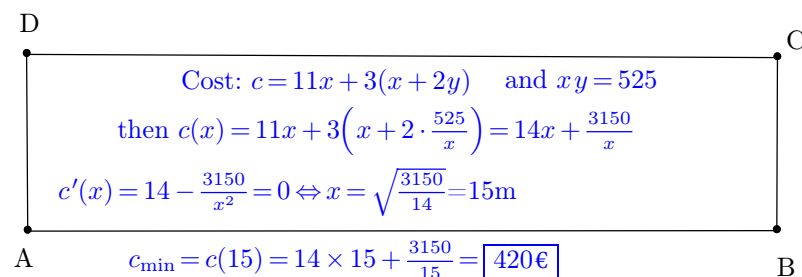 D
C
Cost: c = 11x + 3(x + 2y) and xy = 525
then c(x) = 11x + 3(x + 2 · 525/x) = 14x + 3150/x
c′(x) = 14 − 3150/x² = 0 ⇔ x = √(3150/14) = 15m
A
B
c_min = c(15) = 14 × 15 + 3150/15 = 420€